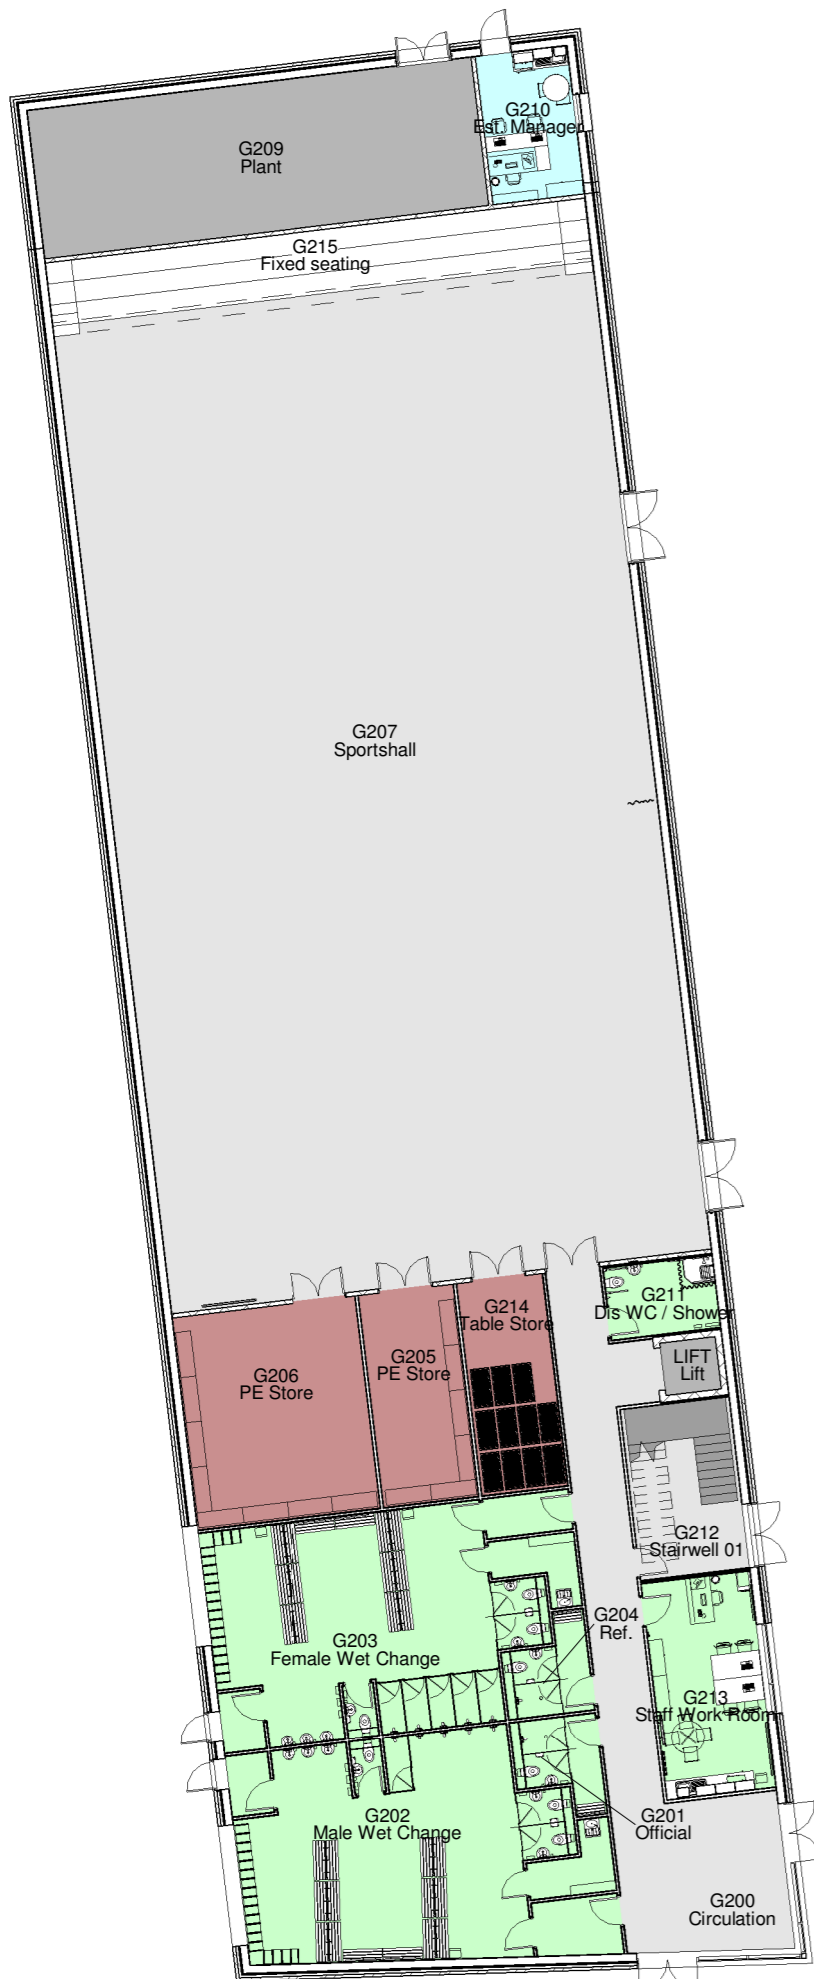 G210
Est. Manager
G209
Plant
G215
Fixed seating
G207
Sportshall
G211
Dis WC / Shower
G214
Table Store
LIFT
Lift
G205
PE Store
G206
PE Store
G212
Stairwell 01
G204
Ref.
G203
Female Wet Change
G213
Staff Work Room
G202
Male Wet Change
G201
Official
G200
Circulation